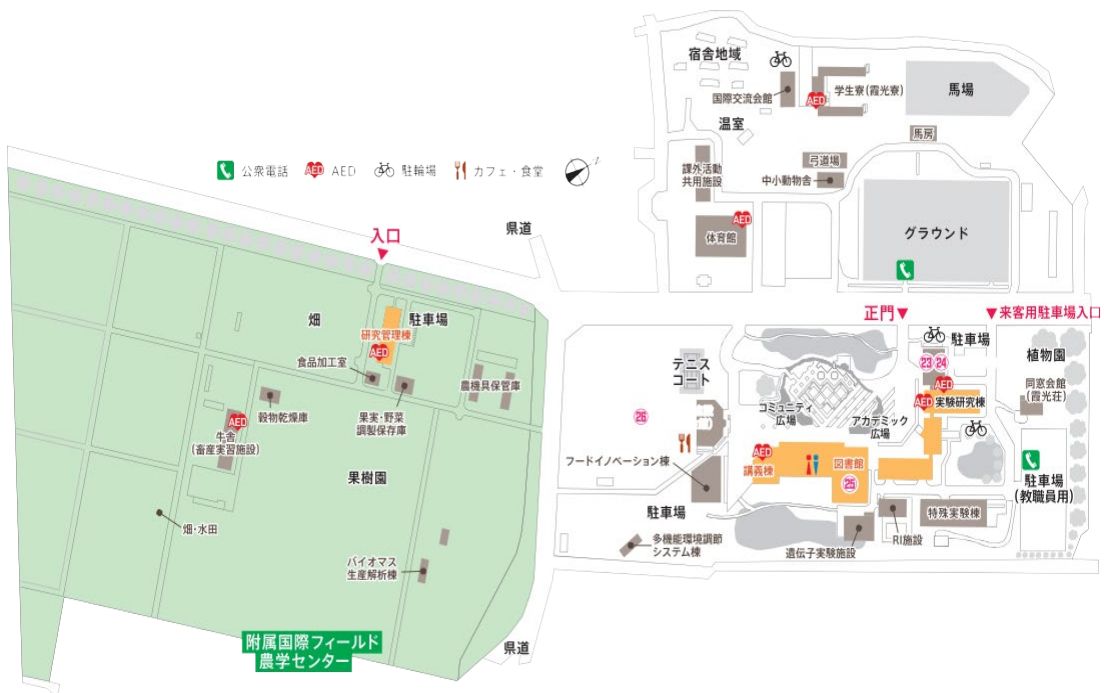 宿舎地域
国際交流会館
AED
学生寮(霞光寮)
馬場
温室
馬房
公衆電話
AED
AED
駐輪場
カフェ・食堂
課外活動
共用施設
弓道場
中小動物舎
県道
AED
体育館
グラウンド
入口
正門
来客用駐車場入口
畑
駐車場
研究管理棟
AED
食品加工室
農機具保管庫
果実・野菜
調製保存庫
穀物乾燥庫
AED
牛舎
(畜産実習施設)
果樹園
畑・水田
バイオマス
生産解析棟
附属国際フィールド
農学センター
県道
テニス
コート
26
コミュニティ
広場
アカデミック
広場
駐車場
23
24
AED
AED
実験研究棟
植物園
同窓会館
(霞光荘)
フードイノベーション棟
AED
講義棟
図書館
25
駐車場
(教職員用)
駐車場
多機能環境調節
システム棟
遺伝子実験施設
RI施設
特殊実験棟